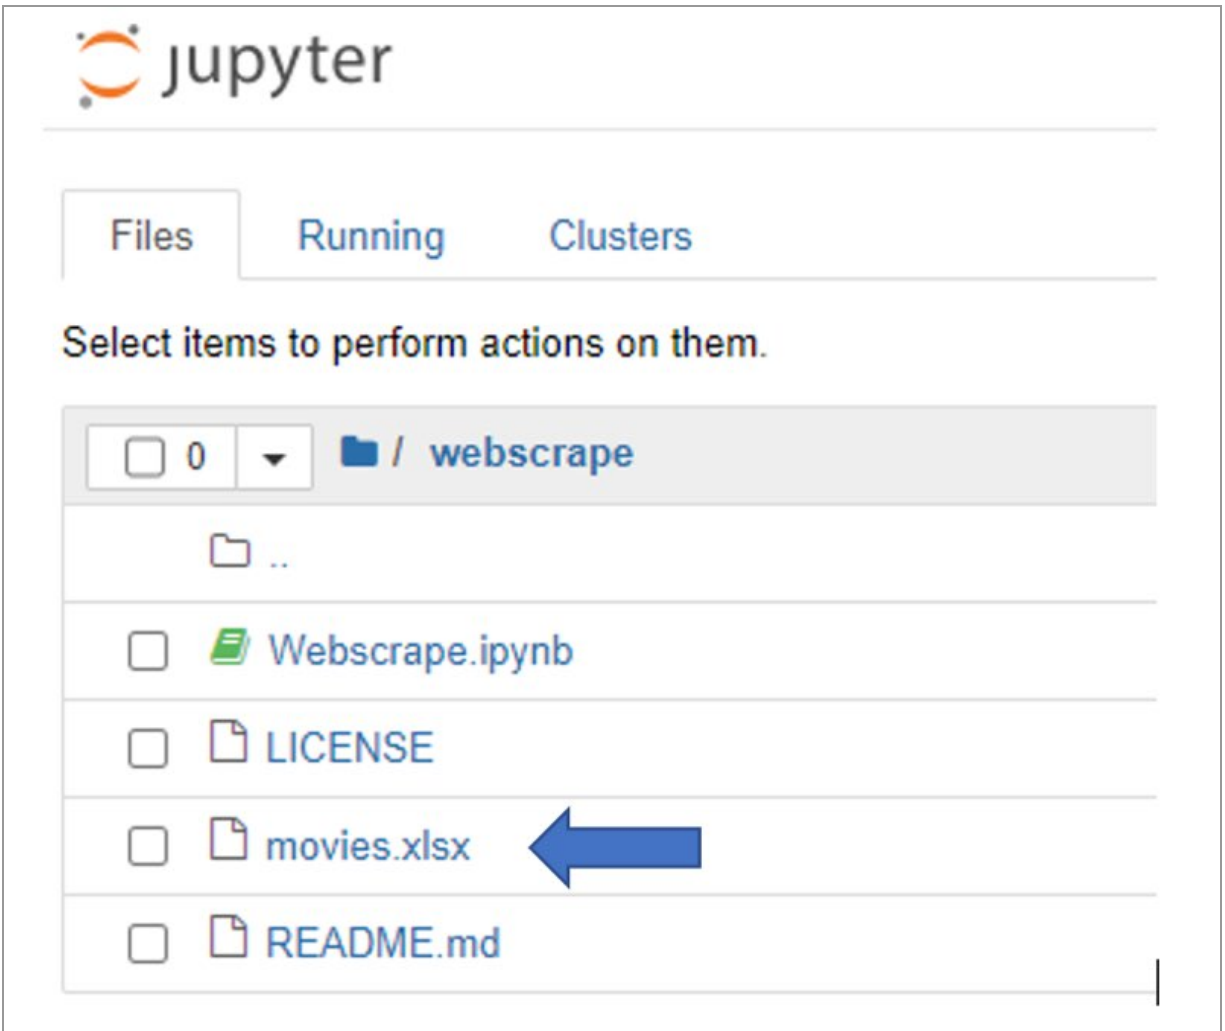 jupyter
Files Running Clusters
Select items to perform actions on them.
0 / webscrape
..
Webscrape.ipynb
LICENSE
movies.xlsx
README.md